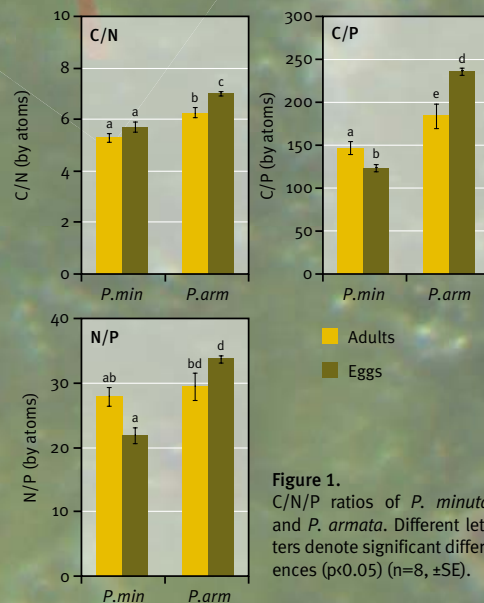 C/N
C/N (by atoms)
10
8
6
4
2
0
a
a
b
c
P.min
P.arm
C/P
C/P (by atoms)
300
250
200
150
100
50
0
a
b
e
d
P.min
P.arm
N/P
N/P (by atoms)
40
30
20
10
0
ab
a
bd
d
P.min
P.arm
Adults
Eggs
Figure 1.
C/N/P ratios of P. minuta
and P. armata. Different let-
ters denote significant differ-
ences (p<0.05) (n=8, ±SE).